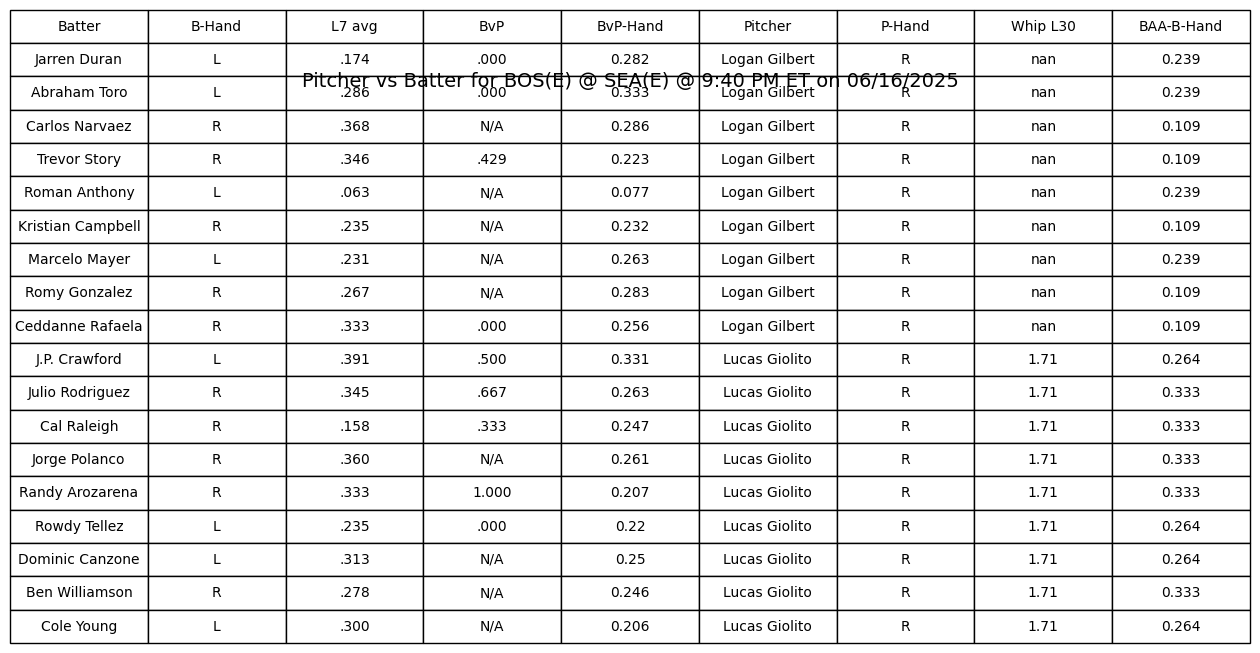 Batter B-Hand L7 avg BvP BvP-Hand Pitcher P-Hand Whip L30 BAA-B-Hand
Jarren Duran L .174 .000 0.282 Logan Gilbert R nan 0.239
Pitcher vs Batter for BOS(E) @ SEA(E) @ 9:40 PM ET on 06/16/2025
Abraham Toro L .286 .000 0.333 Logan Gilbert R nan 0.239
Carlos Narvaez R .368 N/A 0.286 Logan Gilbert R nan 0.109
Trevor Story R .346 .429 0.223 Logan Gilbert R nan 0.109
Roman Anthony L .063 N/A 0.077 Logan Gilbert R nan 0.239
Kristian Campbell R .235 N/A 0.232 Logan Gilbert R nan 0.109
Marcelo Mayer L .231 N/A 0.263 Logan Gilbert R nan 0.239
Romy Gonzalez R .267 N/A 0.283 Logan Gilbert R nan 0.109
Ceddanne Rafaela R .333 .000 0.256 Logan Gilbert R nan 0.109
J.P. Crawford L .391 .500 0.331 Lucas Giolito R 1.71 0.264
Julio Rodriguez R .345 .667 0.263 Lucas Giolito R 1.71 0.333
Cal Raleigh R .158 .333 0.247 Lucas Giolito R 1.71 0.333
Jorge Polanco R .360 N/A 0.261 Lucas Giolito R 1.71 0.333
Randy Arozarena R .333 1.000 0.207 Lucas Giolito R 1.71 0.333
Rowdy Tellez L .235 .000 0.22 Lucas Giolito R 1.71 0.264
Dominic Canzone L .313 N/A 0.25 Lucas Giolito R 1.71 0.264
Ben Williamson R .278 N/A 0.246 Lucas Giolito R 1.71 0.333
Cole Young L .300 N/A 0.206 Lucas Giolito R 1.71 0.264